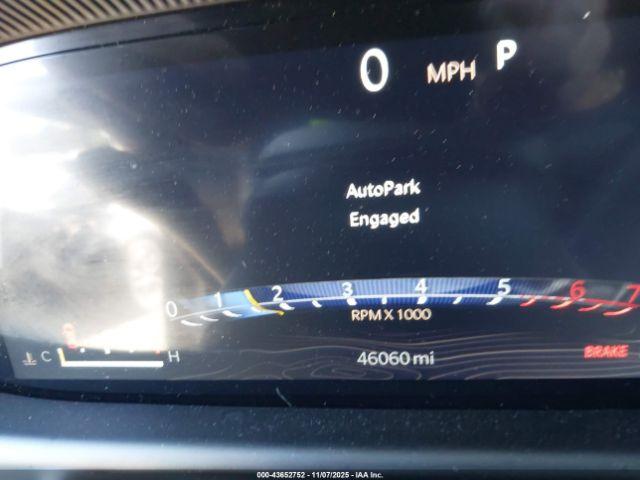 0 MPH P
AutoPark
Engaged
0 1 2 3 4 5 6 7
RPM X 1000
C H
46060 mi
BRAKE
000-43652752 - 11/07/2025 - IAA Inc.